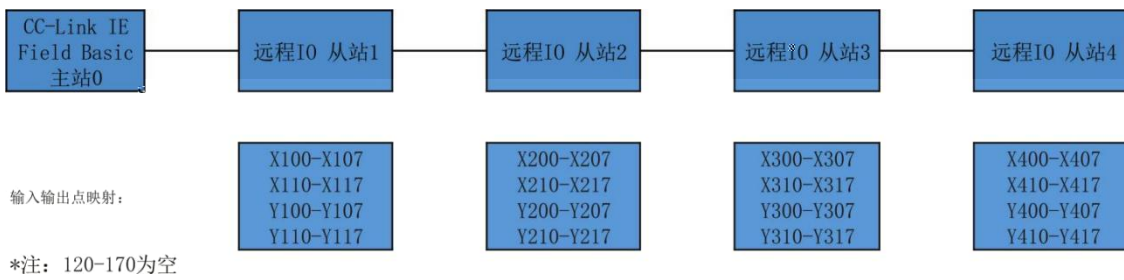 CC-Link IE
Field Basic
主站0
远程IO 从站1
远程IO 从站2
远程IO 从站3
远程IO 从站4
输入输出点映射:
X100-X107
X110-X117
Y100-Y107
Y110-Y117
X200-X207
X210-X217
Y200-Y207
Y210-Y217
X300-X307
X310-X317
Y300-Y307
Y310-Y317
X400-X407
X410-X417
Y400-Y407
Y410-Y417
*注：120-170为空